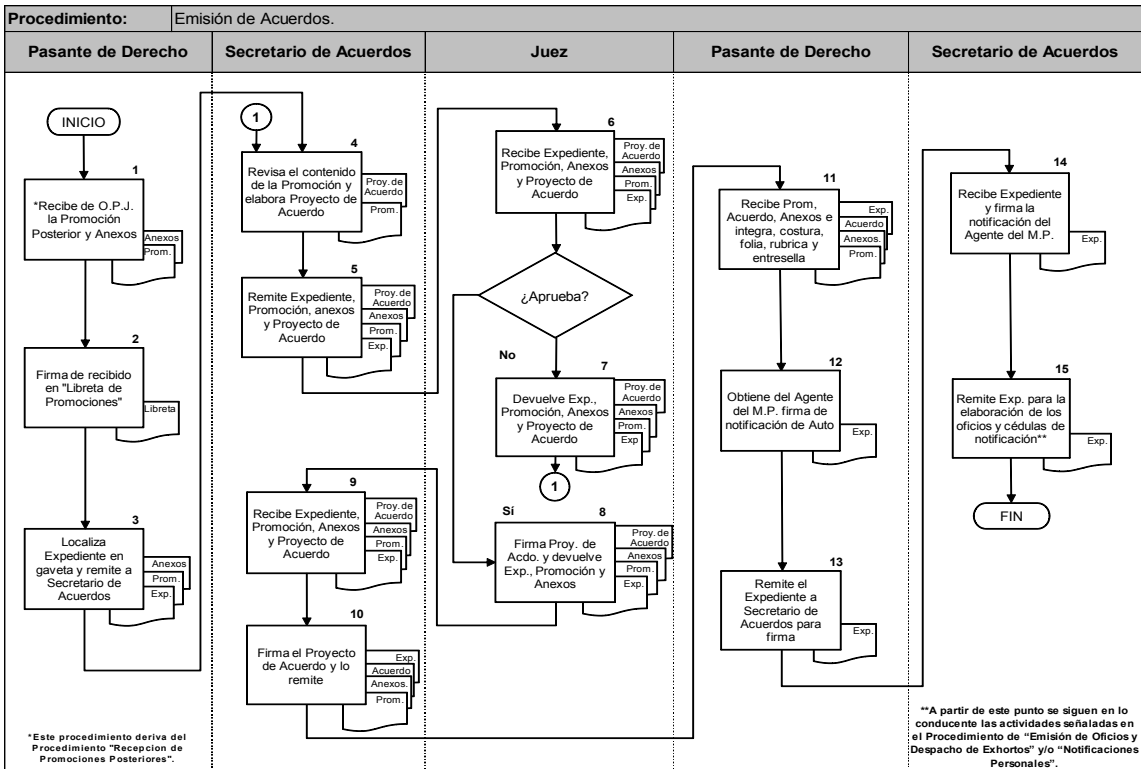 Procedimiento: Emisión de Acuerdos.
Pasante de Derecho
Secretario de Acuerdos
Juez
Pasante de Derecho
Secretario de Acuerdos
INICIO
1
*Recibe de O.P.J.
la Promoción
Posterior y Anexos
Anexos
Prom.
2
Firma de recibido
en "Libreta de
Promociones"
Libreta
3
Localiza
Expediente en
gaveta y remite a
Secretario de
Acuerdos
Anexos
Prom.
Exp.
*Este procedimiento deriva del
Procedimiento "Recepcion de
Promociones Posteriores".
1
4
Revisa el contenido
de la Promoción y
elabora Proyecto de
Acuerdo
Proy. de
Acuerdo
Prom.
5
Remite Expediente,
Promoción, anexos
y Proyecto de
Acuerdo
Proy. de
Acuerdo
Anexos
Prom.
Exp.
9
Recibe Expediente,
Promoción, Anexos
y Proyecto de
Acuerdo
Proy. de
Acuerdo
Anexos
Prom.
Exp.
10
Firma el Proyecto
de Acuerdo y lo
remite
Exp.
Acuerdo
Anexos.
Prom.
6
Recibe Expediente,
Promoción, Anexos
y Proyecto de
Acuerdo
Proy. de
Acuerdo
Anexos
Prom.
Exp.
¿Aprueba?
No
7
Devuelve Exp.,
Promoción, Anexos
y Proyecto de
Acuerdo
Proy. de
Acuerdo
Anexos
Prom.
Exp
1
Sí
8
Firma Proy. de
Acdo. y devuelve
Exp., Promoción y
Anexos
Proy. de
Acuerdo
Anexos
Prom.
Exp.
11
Recibe Prom,
Acuerdo, Anexos e
integra, costura,
folia, rubrica y
entresella
Exp.
Acuerdo
Anexos.
Prom.
12
Obtiene del Agente
del M.P. firma de
notificación de Auto
Exp.
13
Remite el
Expediente a
Secretario de
Acuerdos para
firma
Exp.
14
Recibe Expediente
y firma la
notificación del
Agente del M.P.
Exp.
15
Remite Exp. para la
elaboración de los
oficios y cédulas de
notificación**
Exp.
FIN
**A partir de este punto se siguen en lo
conducente las actividades señaladas en
el Procedimiento de “Emisión de Oficios y
Despacho de Exhortos” y/o “Notificaciones
Personales”.